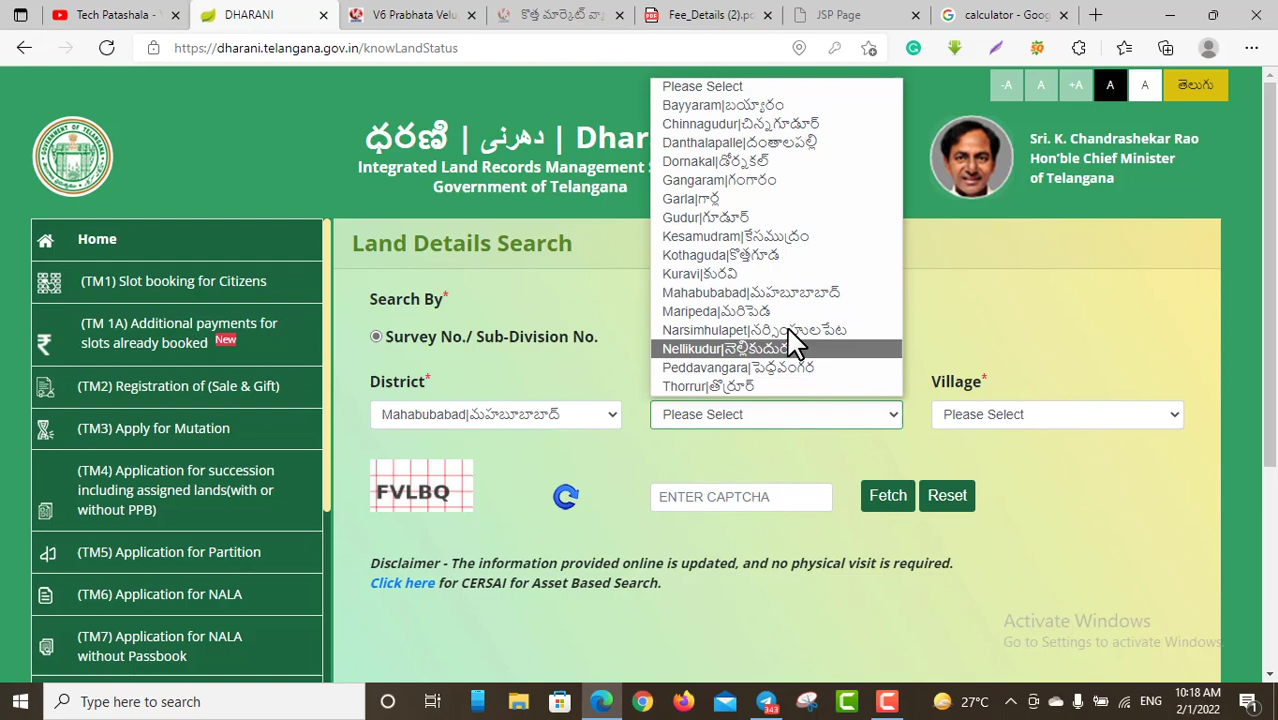 Tech Patashala -
DHARANI
V6 Prabhata Velu
కొత్త మార్కెట్ వ్యా
Fee_Details (2).p
JSP Page
calculator - Goog
https://dharani.telangana.gov.in/knowLandStatus
-A A +A A A తెలుగు
ధరణి | دھرنی | Dhara
Integrated Land Records Management S
Government of Telangana
Sri. K. Chandrashekar Rao
Hon'ble Chief Minister
of Telangana
Home
(TM1) Slot booking for Citizens
(TM 1A) Additional payments for
slots already booked New
(TM2) Registration of (Sale & Gift)
(TM3) Apply for Mutation
(TM4) Application for succession
including assigned lands(with or
without PPB)
(TM5) Application for Partition
(TM6) Application for NALA
(TM7) Application for NALA
without Passbook
Land Details Search
Search By*
Survey No./ Sub-Division No.
District*
Mahabubabad|మహబూబాబాద్
Please Select
Bayyaram|బయ్యారం
Chinnagudur|చిన్నగూడూర్
Danthalapalle|దంతాలపల్లి
Dornakal|డోర్నకల్
Gangaram|గంగారం
Garla|గార్ల
Gudur|గూడూర్
Kesamudram|కేసముద్రం
Kothaguda|కొత్తగూడ
Kuravi|కురవి
Mahabubabad|మహబూబాబాద్
Maripeda|మరిపెడ
Narsimhulapet|నర్సింహులపేట
Nellikudur|నెల్లికుదురు
Peddavangara|పెద్దవంగర
Thorrur|తొర్రూర్
Please Select
Village*
Please Select
FVLBQ
ENTER CAPTCHA
Fetch
Reset
Disclaimer - The information provided online is updated, and no physical visit is required.
Click here for CERSAI for Asset Based Search.
Activate Windows
Go to Settings to activate Windows.
Type here to search
343
27°C
ENG
10:18 AM
2/1/2022
1